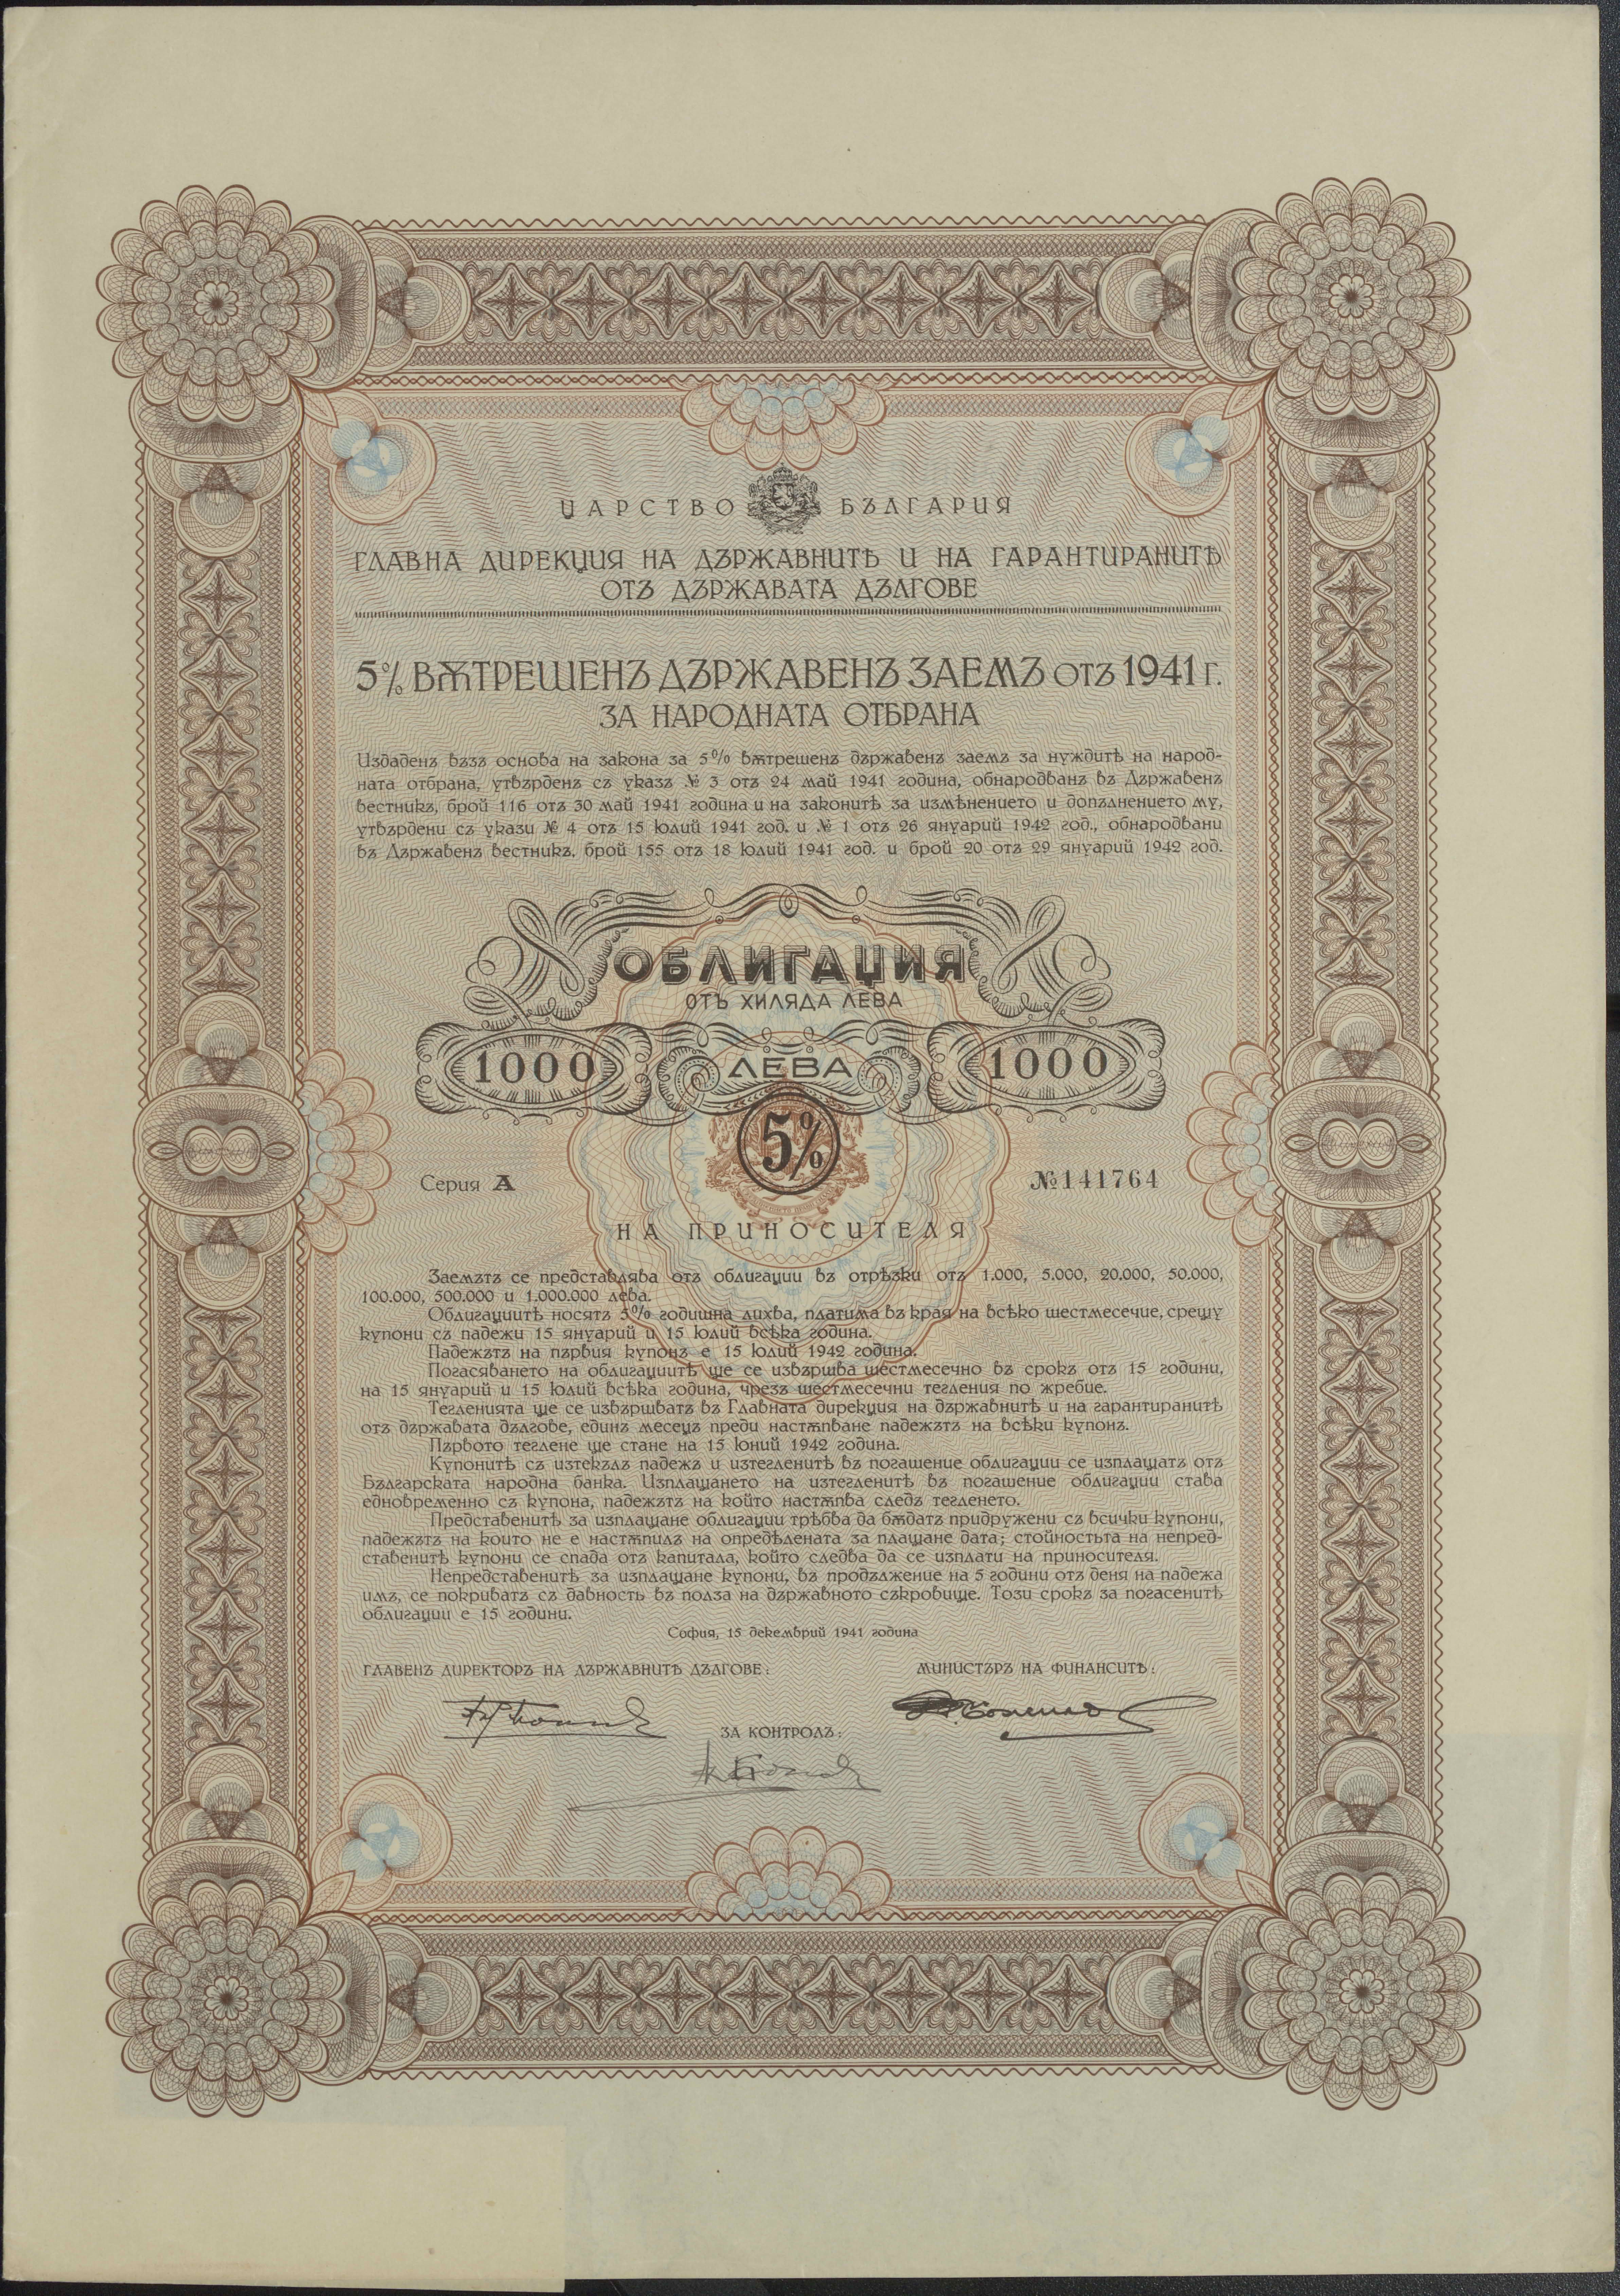 ЦАРСТВО БЪЛГАРИЯ
ГЛАВНА ДИРЕКЦИЯ НА ДЪРЖАВНИТѢ И НА ГАРАНТИРАНИТѢ
ОТЪ ДЪРЖАВАТА ДЪЛГОВЕ
5% ВѪТРЕШЕНЪ ДЪРЖАВЕНЪ ЗАЕМЪ отъ 1941 г.
ЗА НАРОДНАТА ОТБРАНА
Издаденъ възъ основа на закона за 5% вѫтрешенъ държавенъ заемъ за нуждитѣ на народ-
ната отбрана, утвърденъ съ указъ № 3 отъ 24 май 1941 година, обнародванъ въ Държавенъ
вестникъ, брой 116 отъ 30 май 1941 година и на законитѣ за измѣнението и допълнението му,
утвърдени съ укази № 4 отъ 15 юлий 1941 год. и № 1 отъ 26 януарий 1942 год., обнародвани
въ Държавенъ вестникъ, брой 155 отъ 18 юлий 1941 год. и брой 20 отъ 29 януарий 1942 год.
ОБЛИГАЦИЯ
ОТЪ ХИЛЯДА ЛЕВА
1000 ЛЕВА 1000
5%
Серия А №141764
НА ПРИНОСИТЕЛЯ
Заемътъ се представлява отъ облигации въ отрѣзки отъ 1.000, 5.000, 20.000, 50.000,
100.000, 500.000 и 1.000.000 лева.
Облигациитѣ носятъ 5% годишна лихва, платима въ края на всѣко шестмесечие, срещу
купони съ падежи 15 януарий и 15 юлий всѣка година.
Падежътъ на първия купонъ е 15 юлий 1942 година.
Погасяването на облигациитѣ ще се извършва шестмесечно въ срокъ отъ 15 години,
на 15 януарий и 15 юлий всѣка година, чрезъ шестмесечни тегления по жребие.
Тегленията ще се извършватъ въ Главната дирекция на държавнитѣ и на гарантиранитѣ
отъ държавата дългове, единъ месецъ преди настѫпване падежътъ на всѣки купонъ.
Първото теглене ще стане на 15 юний 1942 година.
Купонитѣ съ изтекълъ падежъ и изтегленитѣ въ погашение облигации се изплащатъ отъ
Българската народна банка. Изплащането на изтегленитѣ въ погашение облигации става
едновременно съ купона, падежътъ на който настѫпва следъ тегленето.
Представенитѣ за изплащане облигации трѣбва да бѫдатъ придружени съ всички купони,
падежътъ на които не е настѫпилъ на опредѣлената за плащане дата; стойностьта на непред-
ставенитѣ купони се спада отъ капитала, който следва да се изплати на приносителя.
Непредставенитѣ за изплащане купони, въ продължение на 5 години отъ деня на падежа
имъ, се покриватъ съ давность въ полза на държавното съкровище. Този срокъ за погасенитѣ
облигации е 15 години.
София, 15 декемврий 1941 година
ГЛАВЕНЪ ДИРЕКТОРЪ НА ДЪРЖАВНИТѢ ДЪЛГОВЕ: МИНИСТЪРЪ НА ФИНАНСИТѢ:
ЗА КОНТРОЛЪ: